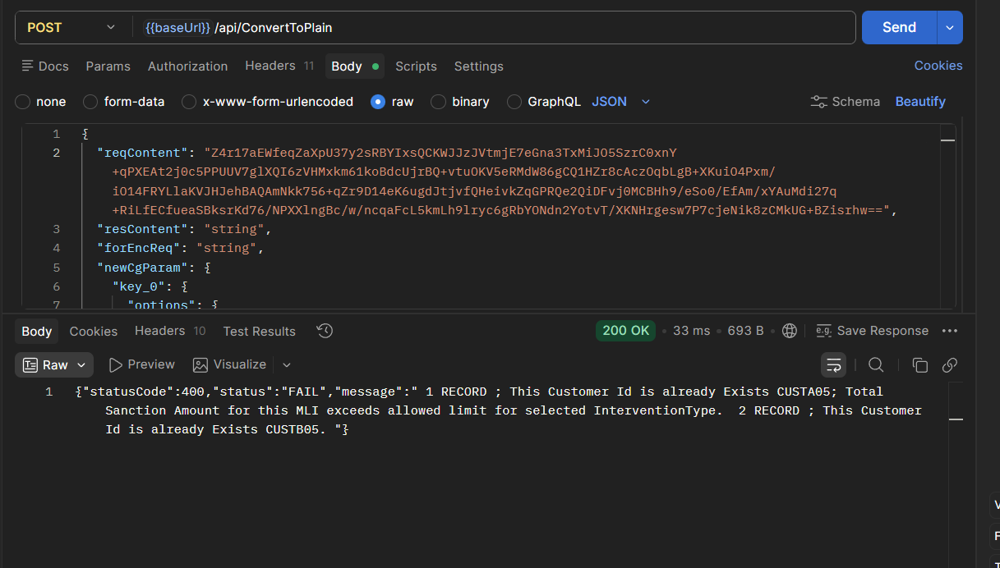 POST {{baseUrl}} /api/ConvertToPlain Send
Docs Params Authorization Headers 11 Body Scripts Settings Cookies
none form-data x-www-form-urlencoded raw binary GraphQL JSON Schema Beautify
1 {
2 "reqContent": "Z4r17aEWfeqZaXpU37y2sRBYIxsQCKWJJzJVtmjE7eGna3TxMiJO5SzrC0xnY
+qPXEAt2j0c5PPUUV7glXQI6zVHMxkm61koBdcUjrBQ+vtuOKV5eRMdW86gCQ1HZr8cAczOqbLgB+XKuiO4Pxm/
iO14FRYLlaKVJHJehBAQAmNkk756+qZr9D14eK6ugdJtjvfQHeivkZqGPRQe2QiDFvj0MCBHh9/eSo0/EfAm/xYAuMdi27q
+RiLfECfueaSBksrKd76/NPXXlngBc/w/ncqaFcL5kmLh9lryc6gRbYONdn2YotvT/XKNHrgesw7P7cjeNik8zCMkUG+BZisrhw==",
3 "resContent": "string",
4 "forEncReq": "string",
5 "newCgParam": {
6 "key_0": {
7 "options": {
Body Cookies Headers 10 Test Results 200 OK • 33 ms • 693 B • e.g. Save Response
Raw Preview Visualize
1 {"statusCode":400,"status":"FAIL","message":" 1 RECORD ; This Customer Id is already Exists CUSTA05; Total
Sanction Amount for this MLI exceeds allowed limit for selected InterventionType.  2 RECORD ; This Customer
Id is already Exists CUSTB05. "}